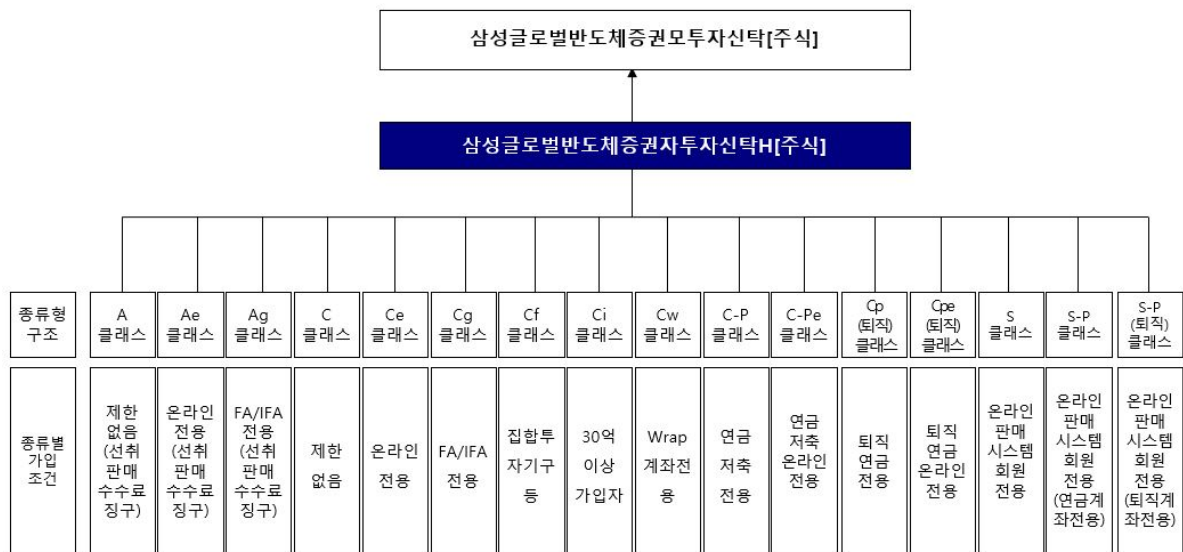 삼성글로벌반도체증권모투자신탁[주식]
삼성글로벌반도체증권자투자신탁H[주식]
종류형
구조
A
클래스
Ae
클래스
Ag
클래스
C
클래스
Ce
클래스
Cg
클래스
Cf
클래스
Ci
클래스
Cw
클래스
C-P
클래스
C-Pe
클래스
Cp
(퇴직)
클래스
Cpe
(퇴직)
클래스
S
클래스
S-P
클래스
S-P
(퇴직)
클래스
종류별
가입
조건
제한
없음
(선취
판매
수수료
징구)
온라인
전용
(선취
판매
수수료
징구)
FA/IFA
전용
(선취
판매
수수료
징구)
제한
없음
온라인
전용
FA/IFA
전용
집합투
자기구
등
30억
이상
가입자
Wrap
계좌전
용
연금
저축
전용
연금
저축
온라인
전용
퇴직
연금
전용
퇴직
연금
온라인
전용
온라인
판매
시스템
회원
전용
온라인
판매
시스템
회원
전용
(연금계
좌전용)
온라인
판매
시스템
회원
전용
(퇴직계
좌전용)